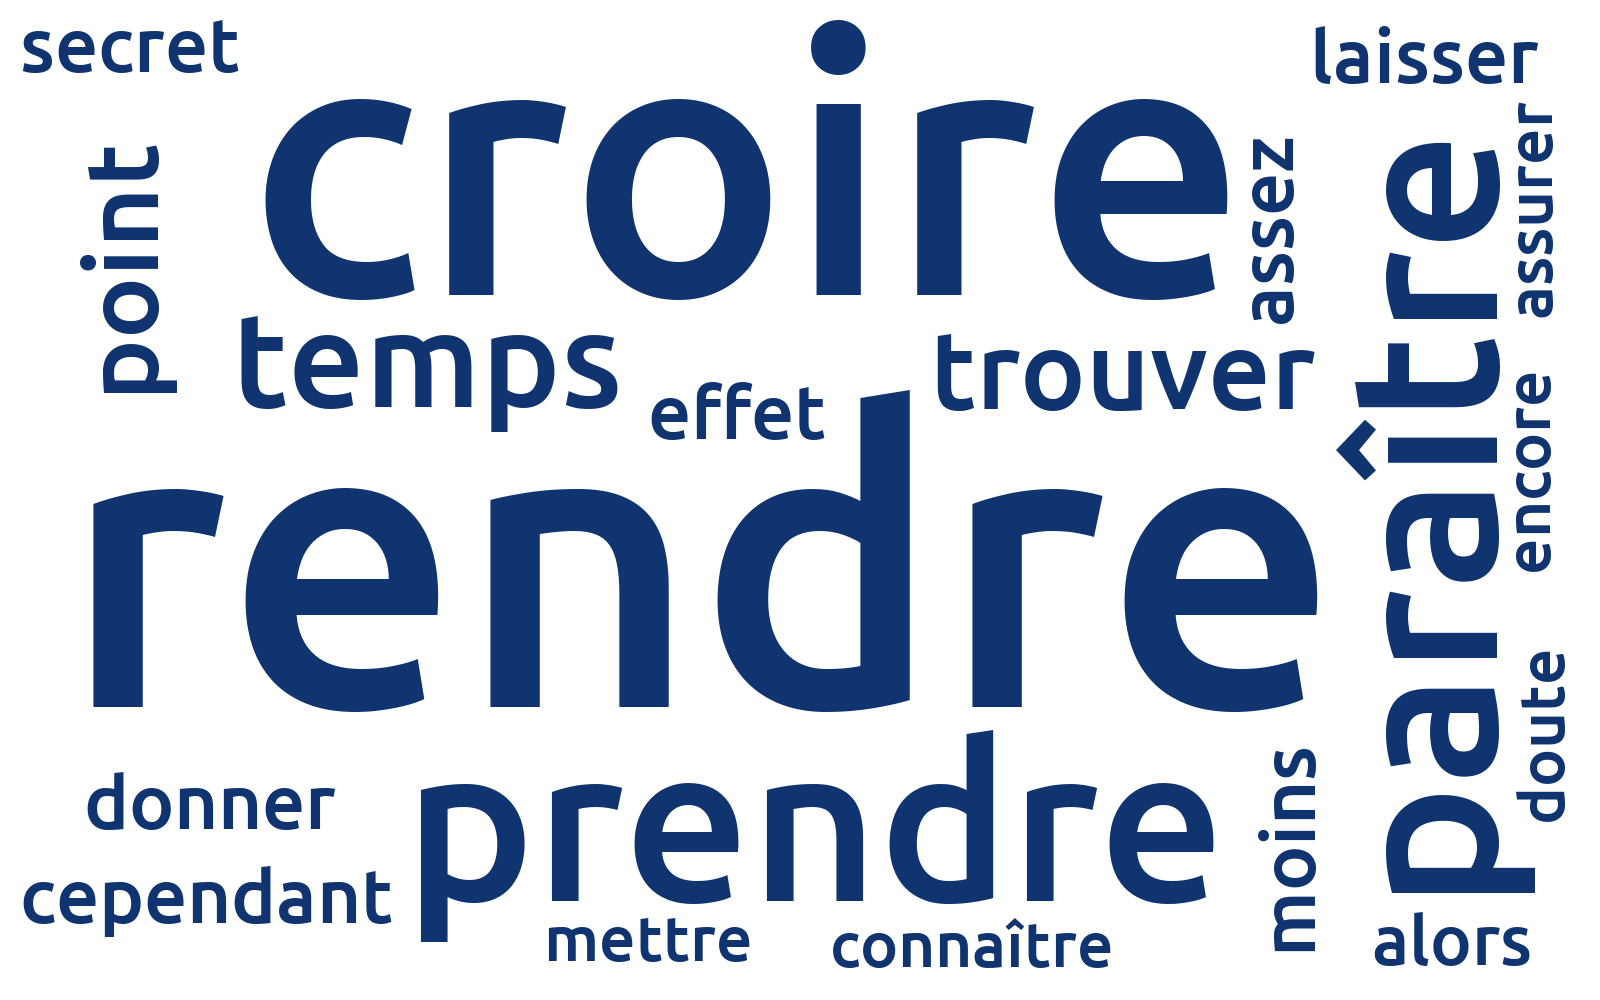 secret
laisser
croire
point
assez
assurer
paraître
temps
effet
trouver
encore
rendre
doute
donner
prendre
moins
cependant
mettre
connaître
alors